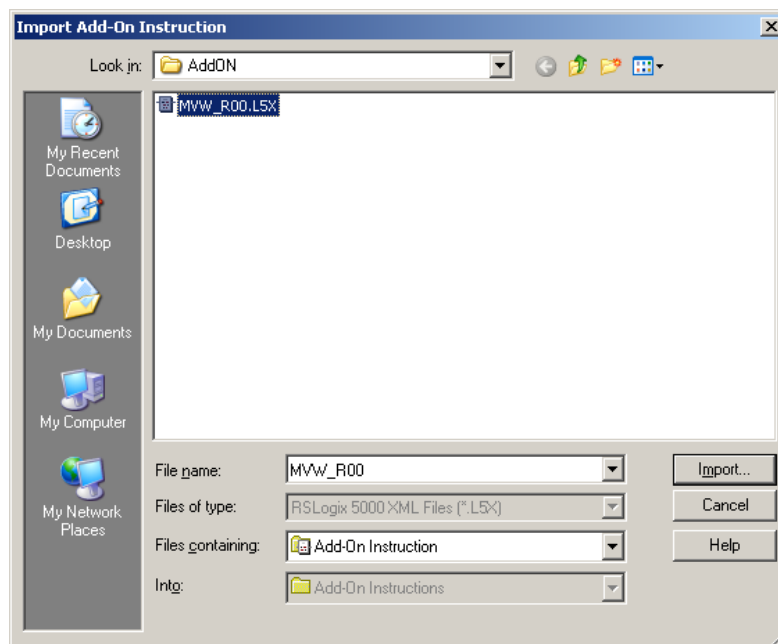 Import Add-On Instruction
Look in: AddON
MVW_R00.L5X
My Recent
Documents
Desktop
My Documents
My Computer
My Network
Places
File name: MVW_R00 Import...
Files of type: RSLogix 5000 XML Files (*.L5X) Cancel
Files containing: Add-On Instruction Help
Into: Add-On Instructions